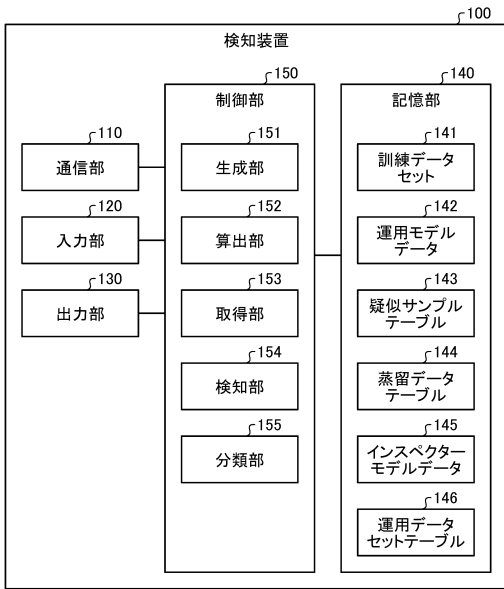 100
検知装置
110
通信部
120
入力部
130
出力部
150
制御部
151
生成部
152
算出部
153
取得部
154
検知部
155
分類部
140
記憶部
141
訓練データ
セット
142
運用モデル
データ
143
疑似サンプル
テーブル
144
蒸留データ
テーブル
145
インスペクター
モデルデータ
146
運用データ
セットテーブル